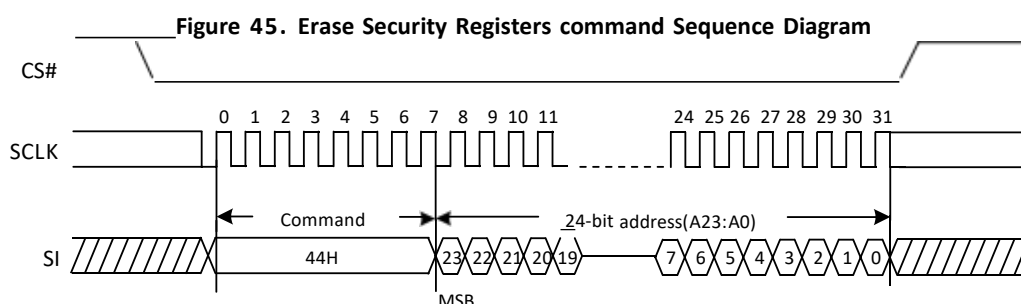 Figure 45. Erase Security Registers command Sequence Diagram
CS#
0 1 2 3 4 5 6 7 8 9 10 11 24 25 26 27 28 29 30 31
SCLK
Command 24-bit address(A23:A0)
SI 44H 23 22 21 20 19 7 6 5 4 3 2 1 0
MSB